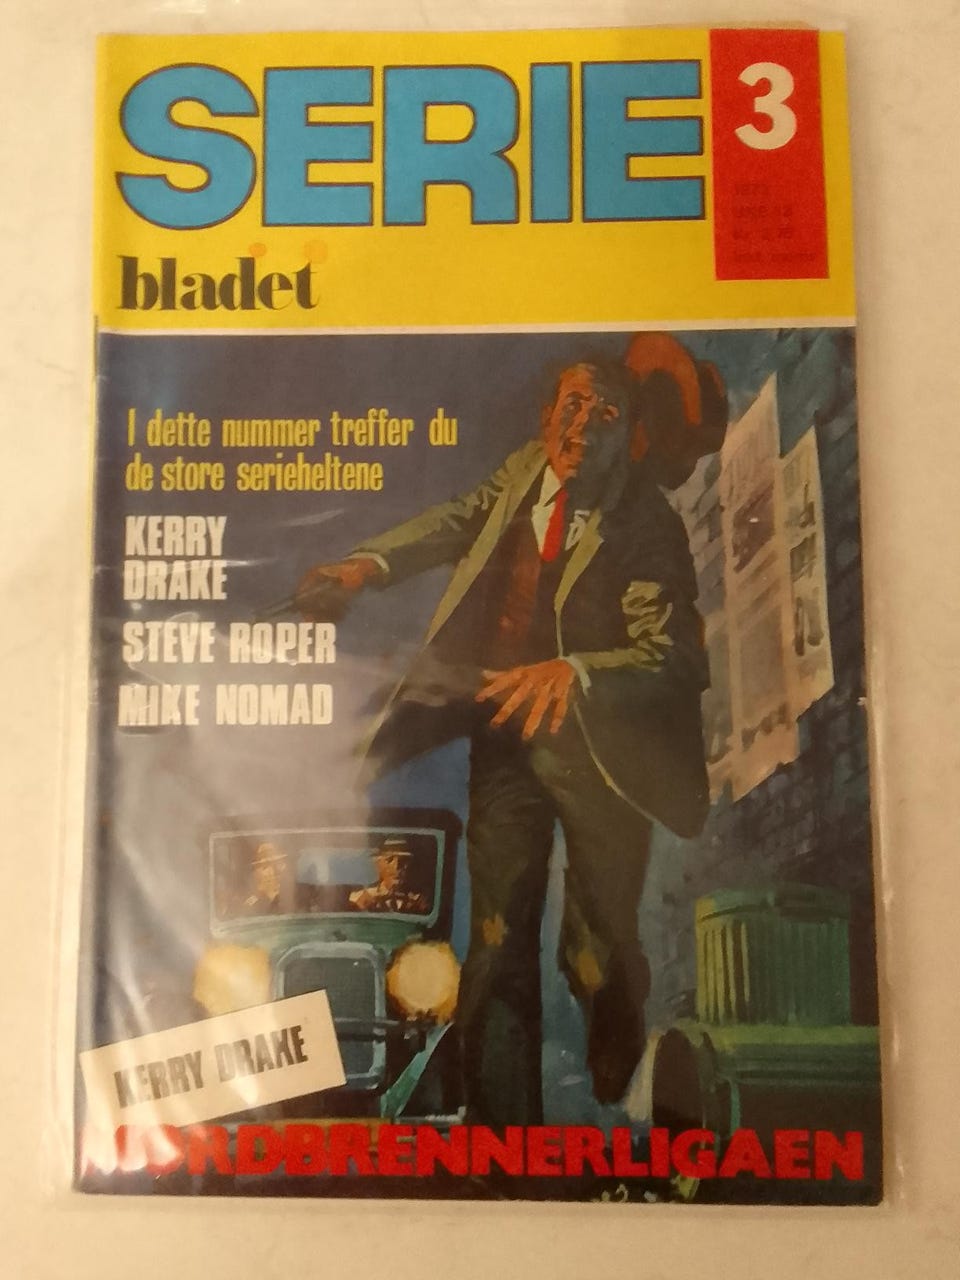 SERIE
3
bladet
I dette nummer treffer du
de store serieheltene
KERRY
DRAKE
STEVE ROPER
MIKE NOMAD
KERRY DRAKE
MORDBRENNERLIGAEN